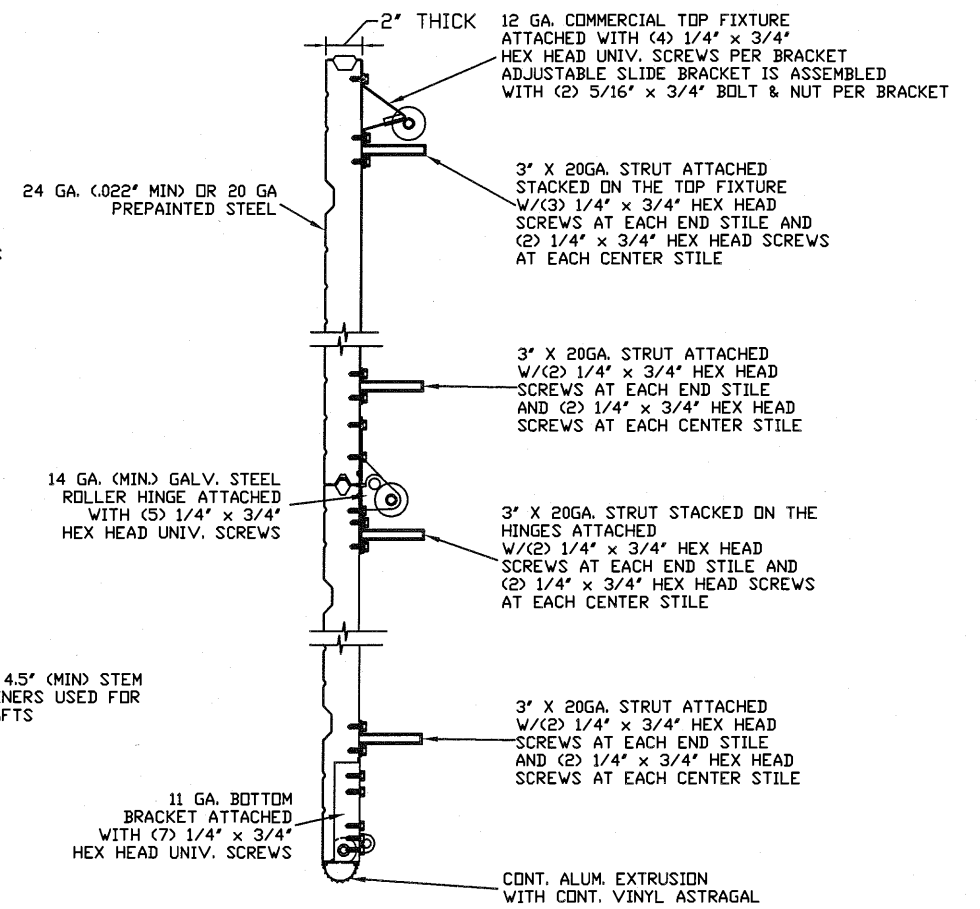 2" THICK
12 GA. COMMERCIAL TOP FIXTURE
ATTACHED WITH (4) 1/4" x 3/4"
HEX HEAD UNIV. SCREWS PER BRACKET
ADJUSTABLE SLIDE BRACKET IS ASSEMBLED
WITH (2) 5/16" x 3/4" BOLT & NUT PER BRACKET
24 GA. (.022" MIN) OR 20 GA
PREPAINTED STEEL
3" X 20GA. STRUT ATTACHED
STACKED ON THE TOP FIXTURE
W/(3) 1/4" x 3/4" HEX HEAD
SCREWS AT EACH END STILE AND
(2) 1/4" x 3/4" HEX HEAD SCREWS
AT EACH CENTER STILE
3" X 20GA. STRUT ATTACHED
W/(2) 1/4" x 3/4" HEX HEAD
SCREWS AT EACH END STILE
AND (2) 1/4" x 3/4" HEX HEAD
SCREWS AT EACH CENTER STILE
14 GA. (MIN.) GALV. STEEL
ROLLER HINGE ATTACHED
WITH (5) 1/4" x 3/4"
HEX HEAD UNIV. SCREWS
3" X 20GA. STRUT STACKED ON THE
HINGES ATTACHED
W/(2) 1/4" x 3/4" HEX HEAD
SCREWS AT EACH END STILE AND
(2) 1/4" x 3/4" HEX HEAD SCREWS
AT EACH CENTER STILE
4.5" (MIN) STEM
ENERS USED FOR
AFTS
3" X 20GA. STRUT ATTACHED
W/(2) 1/4" x 3/4" HEX HEAD
SCREWS AT EACH END STILE
AND (2) 1/4" x 3/4" HEX HEAD
SCREWS AT EACH CENTER STILE
11 GA. BOTTOM
BRACKET ATTACHED
WITH (7) 1/4" x 3/4"
HEX HEAD UNIV. SCREWS
CONT. ALUM. EXTRUSION
WITH CONT. VINYL ASTRAGAL